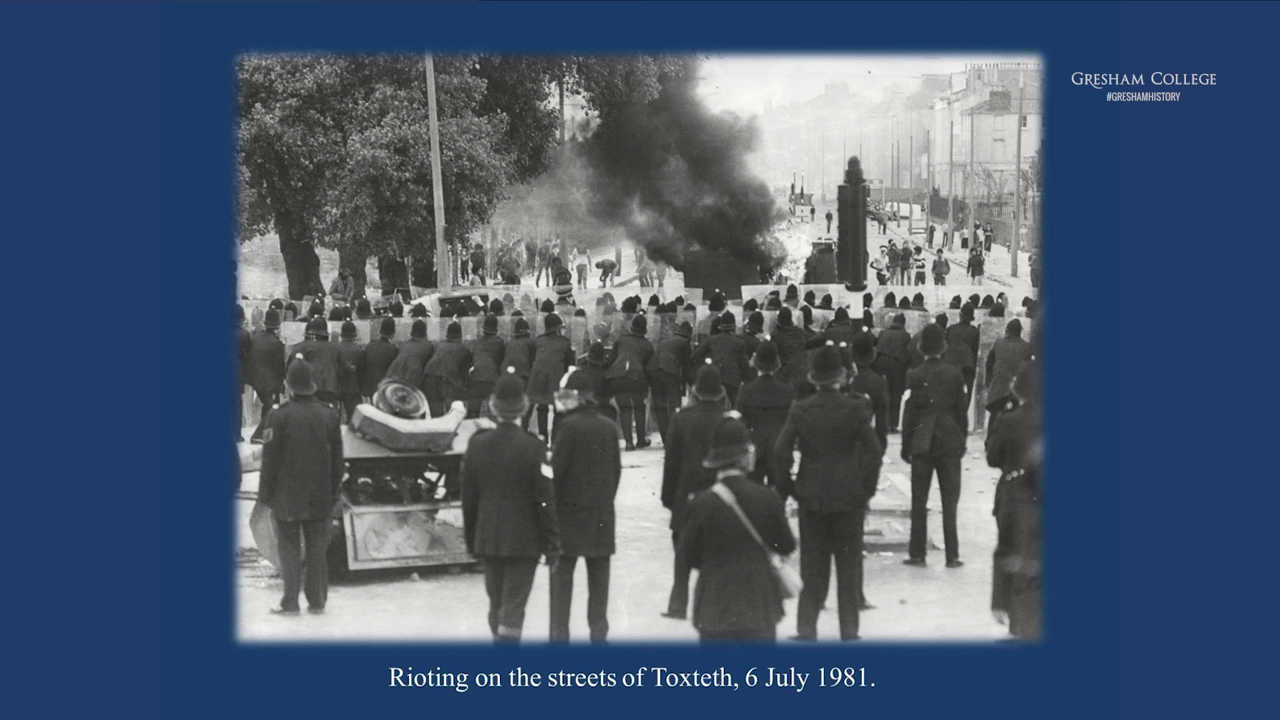 GRESHAM COLLEGE
#GRESHAMHISTORY
Rioting on the streets of Toxteth, 6 July 1981.